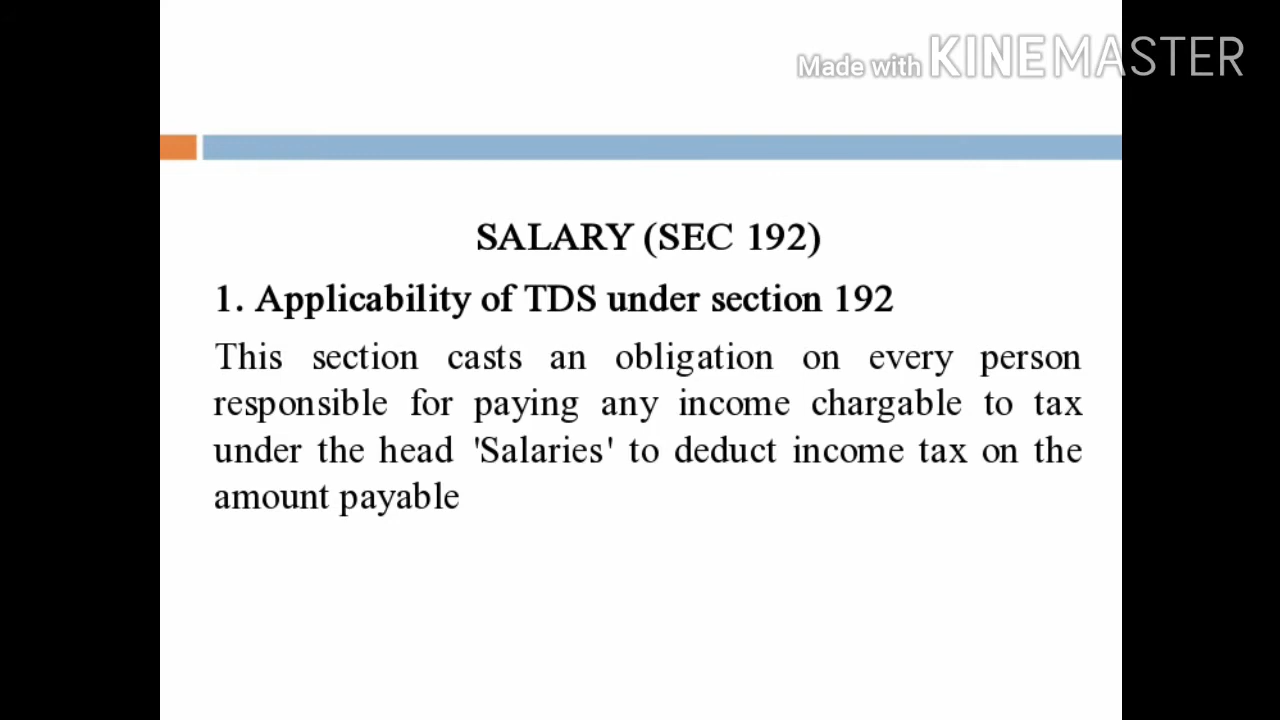 Made with KINEMASTER
SALARY (SEC 192)
1. Applicability of TDS under section 192
This section casts an obligation on every person
responsible for paying any income chargable to tax
under the head 'Salaries' to deduct income tax on the
amount payable